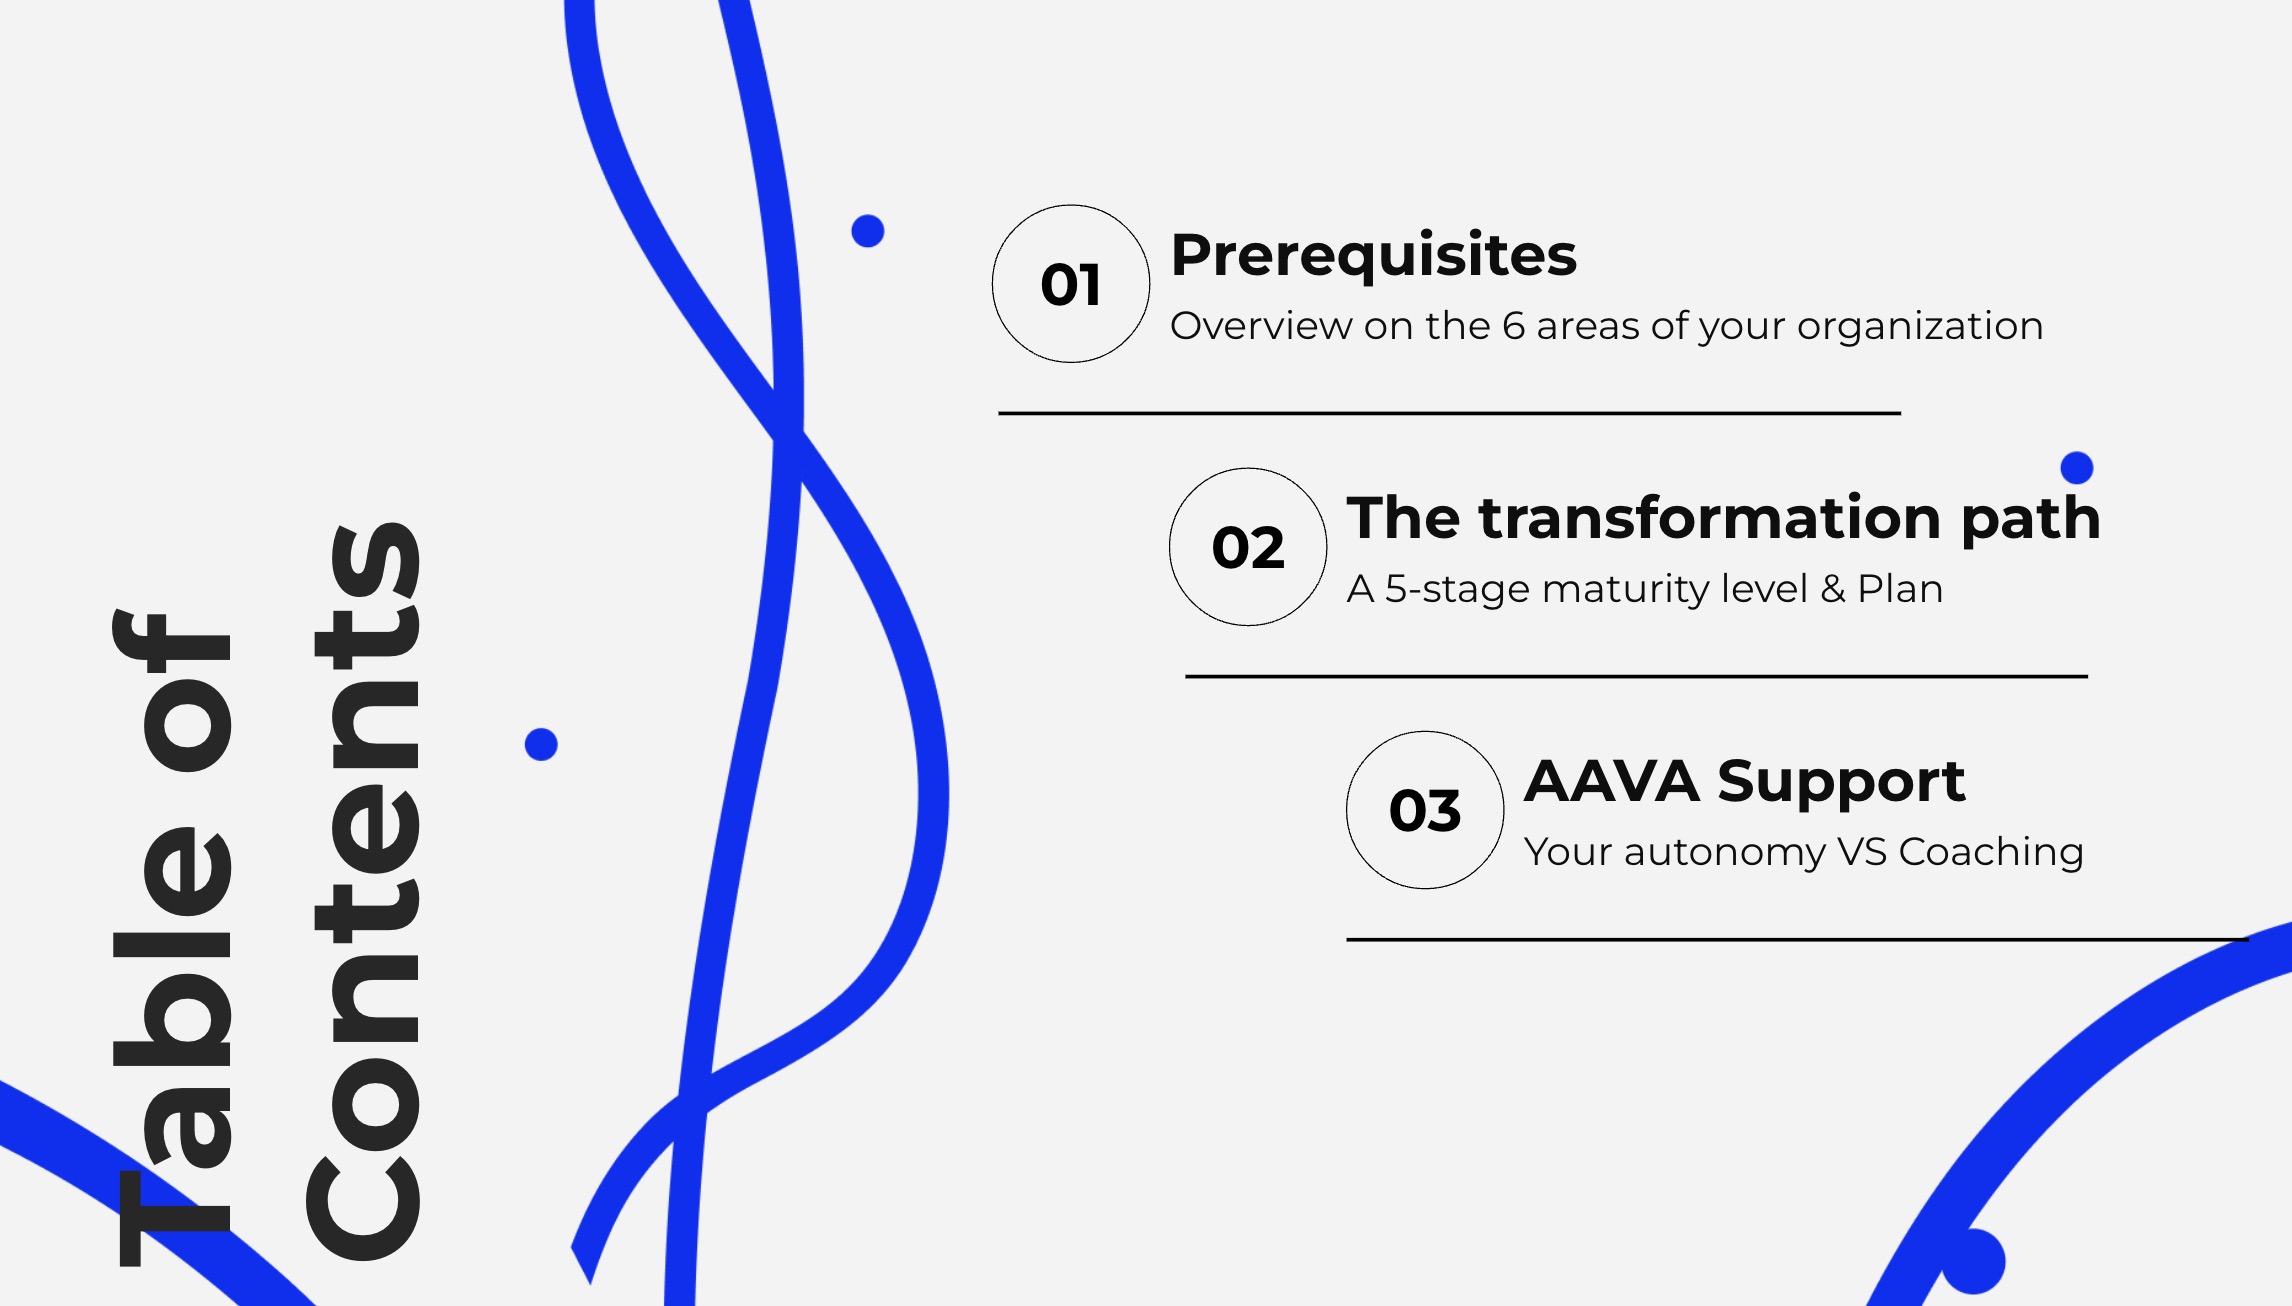 Table of
Contents
01
Prerequisites
Overview on the 6 areas of your organization
02
The transformation path
A 5-stage maturity level & Plan
03
AAVA Support
Your autonomy VS Coaching